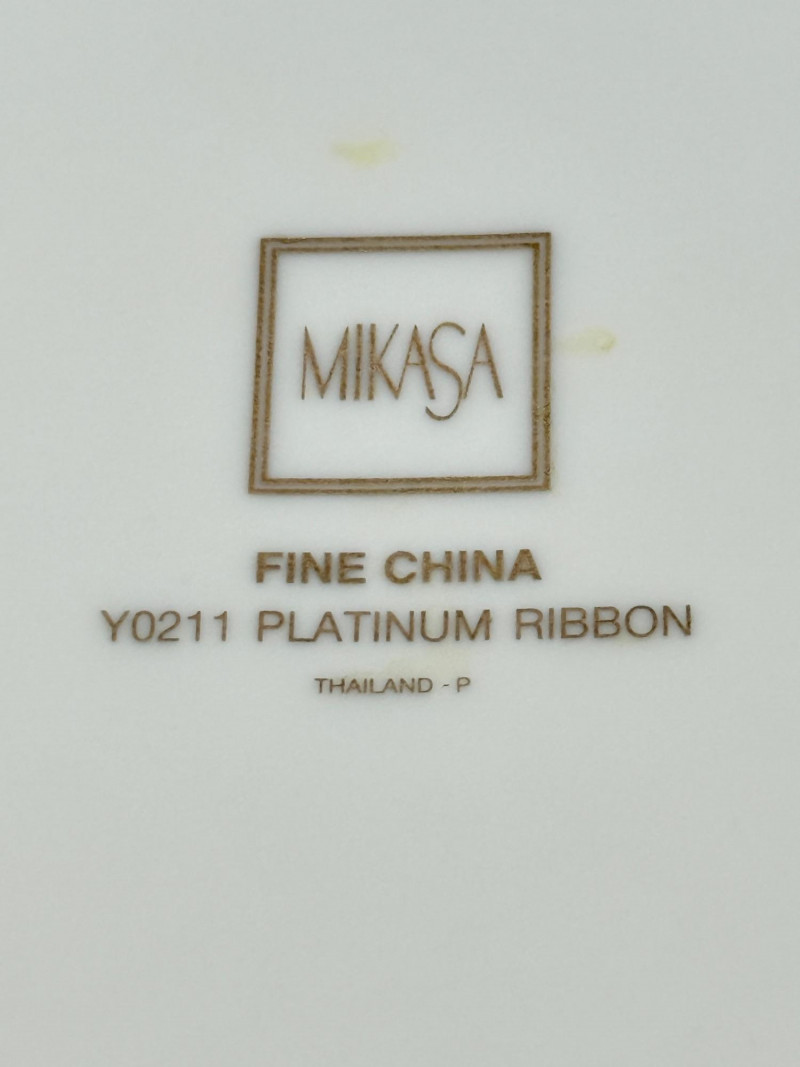 MIKASA
FINE CHINA
Y0211 PLATINUM RIBBON
THAILAND - P